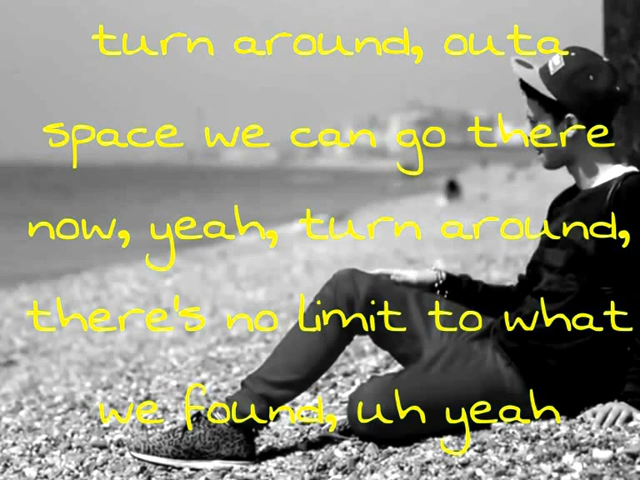 turn around, outa
space we can go there
now, yeah, turn around,
there's no limit to what
we found, uh yeah